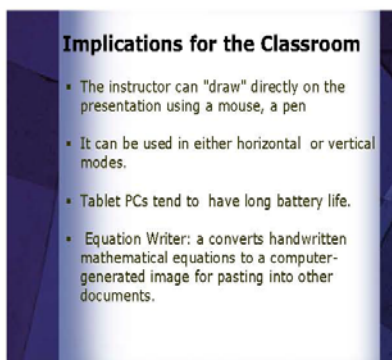 Implications for the Classroom
▪ The instructor can "draw" directly on the
presentation using a mouse, a pen
▪ It can be used in either horizontal or vertical
modes.
▪ Tablet PCs tend to have long battery life.
▪ Equation Writer: a converts handwritten
mathematical equations to a computer-
generated image for pasting into other
documents.